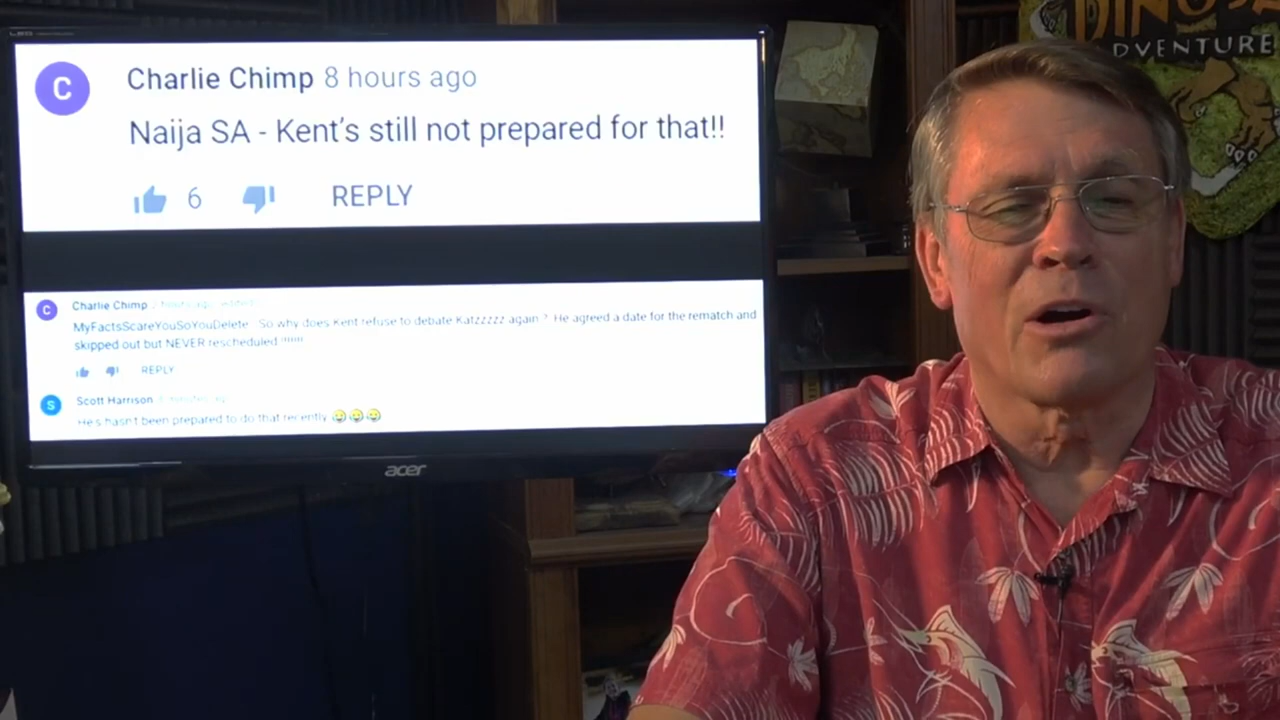 C
Charlie Chimp 8 hours ago
Naija SA - Kent's still not prepared for that!!
6
REPLY
C
Charlie Chimp
MyFactsScareYouSoYouDelete So why does Kent refuse to debate Katzzzzz again ? He agreed a date for the rematch and
skipped out but NEVER rescheduled !!!!!!!
REPLY
S
Scott Harrison
He's hasn't been prepared to do that recently
acer
DVENTURE